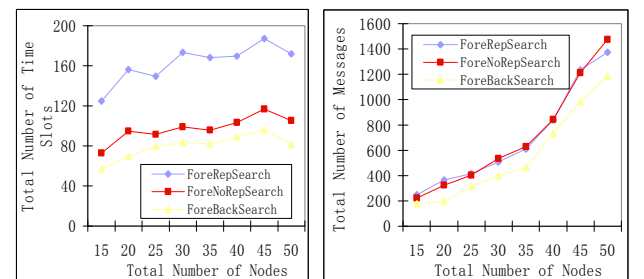 Total Number of Time
Slots
200
160
120
80
40
0
ForeRepSearch
ForeNoRepSearch
ForeBackSearch
15 20 25 30 35 40 45 50
Total Number of Nodes
Total Number of Messages
1600
1400
1200
1000
800
600
400
200
0
ForeRepSearch
ForeNoRepSearch
ForeBackSearch
15 20 25 30 35 40 45 50
Total Number of Nodes